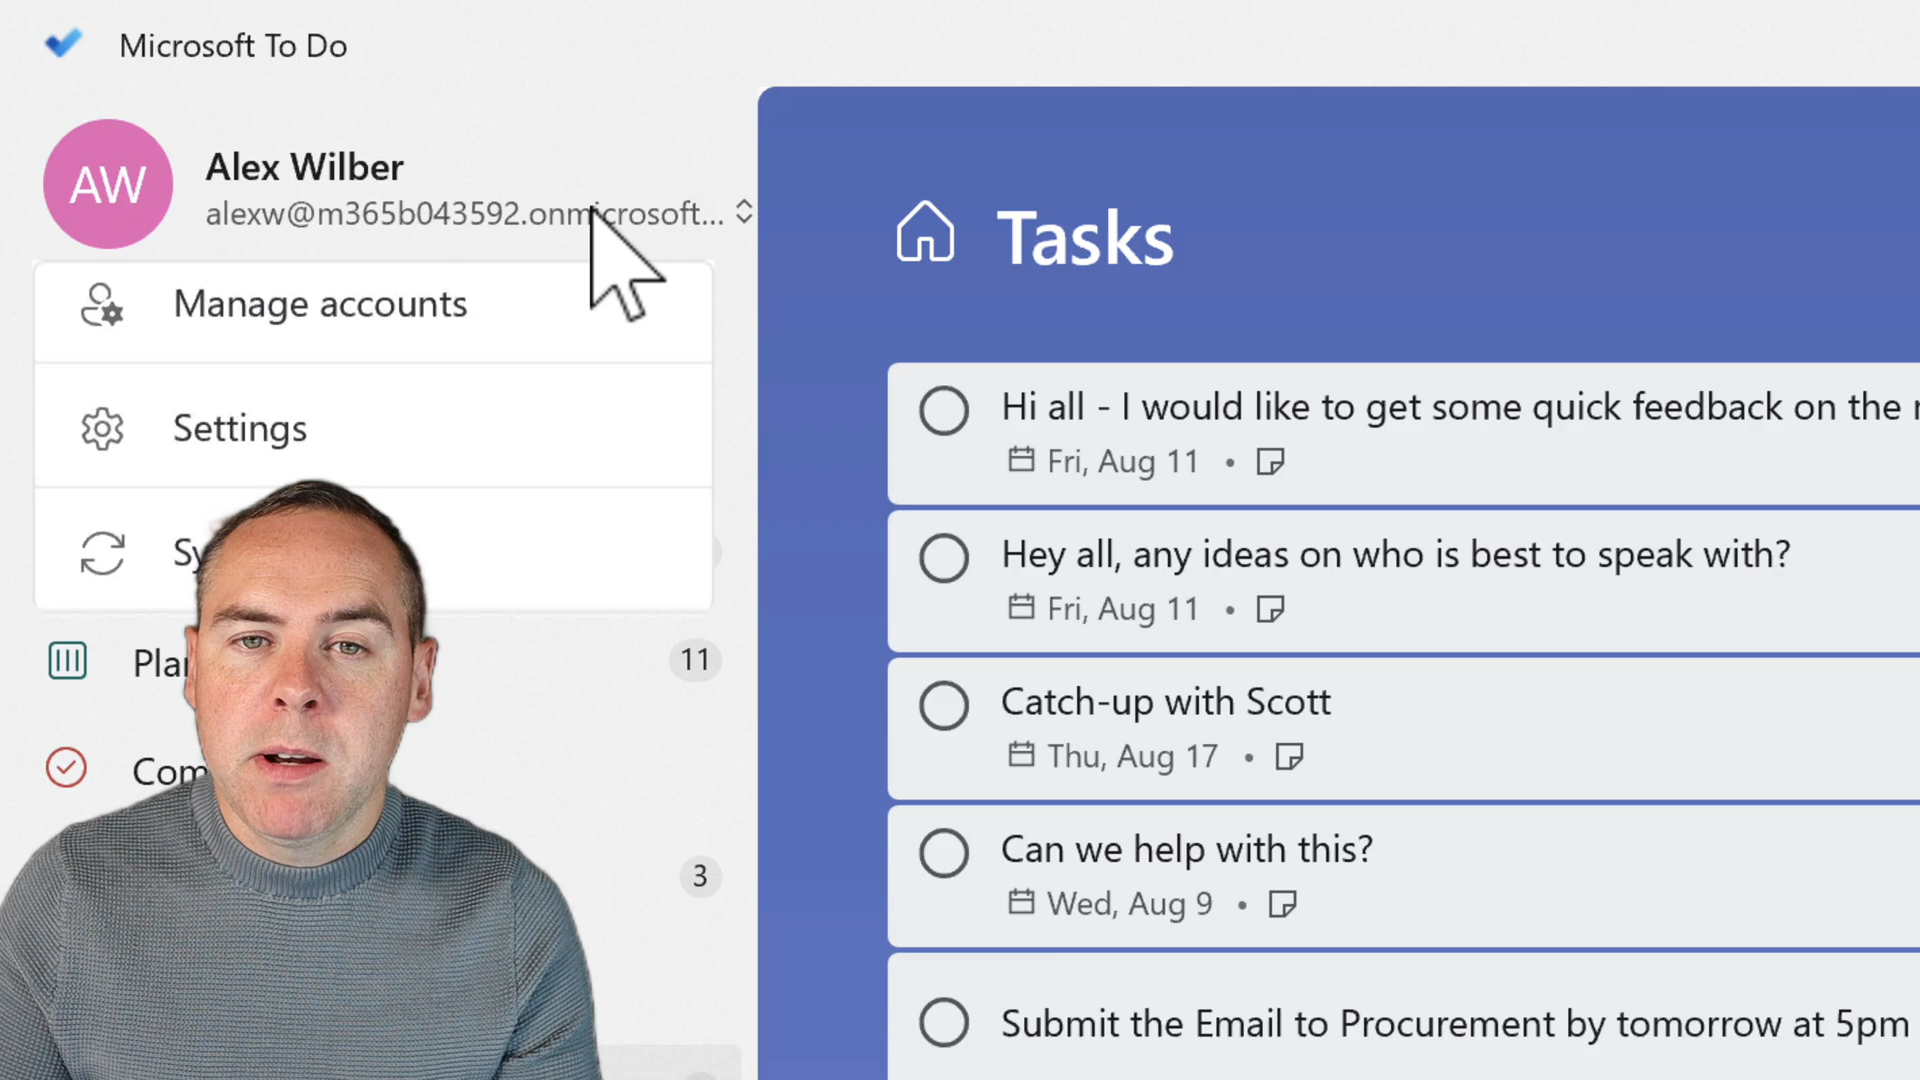 Microsoft To Do
AW
Alex Wilber
alexw@m365b043592.onmicrosoft...
Manage accounts
Settings
11
3
Tasks
Hi all - I would like to get some quick feedback on the
Fri, Aug 11 •
Hey all, any ideas on who is best to speak with?
Fri, Aug 11 •
Catch-up with Scott
Thu, Aug 17 •
Can we help with this?
Wed, Aug 9 •
Submit the Email to Procurement by tomorrow at 5pm